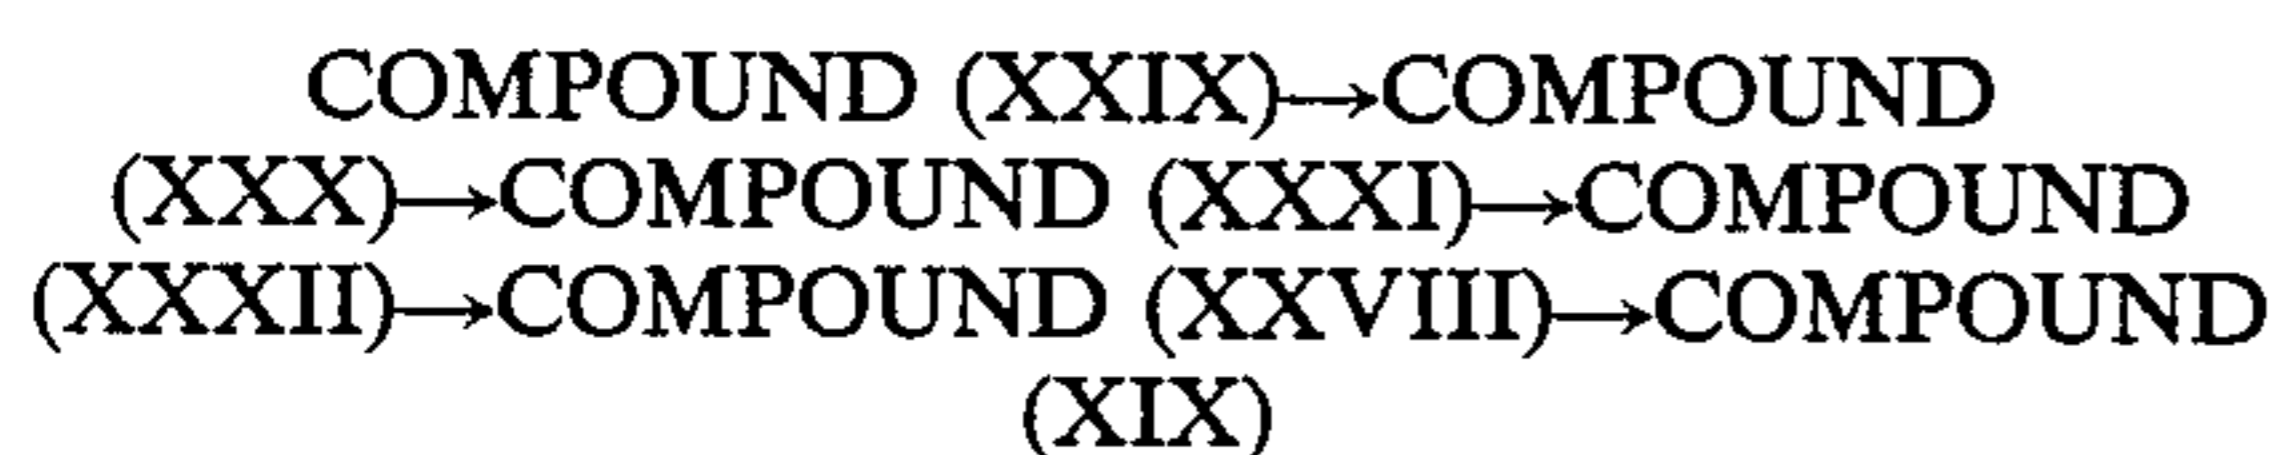 COMPOUND (XXIX)→COMPOUND
(XXX)→COMPOUND (XXXI)→COMPOUND
(XXXII)→COMPOUND (XXVIII)→COMPOUND
(XIX)